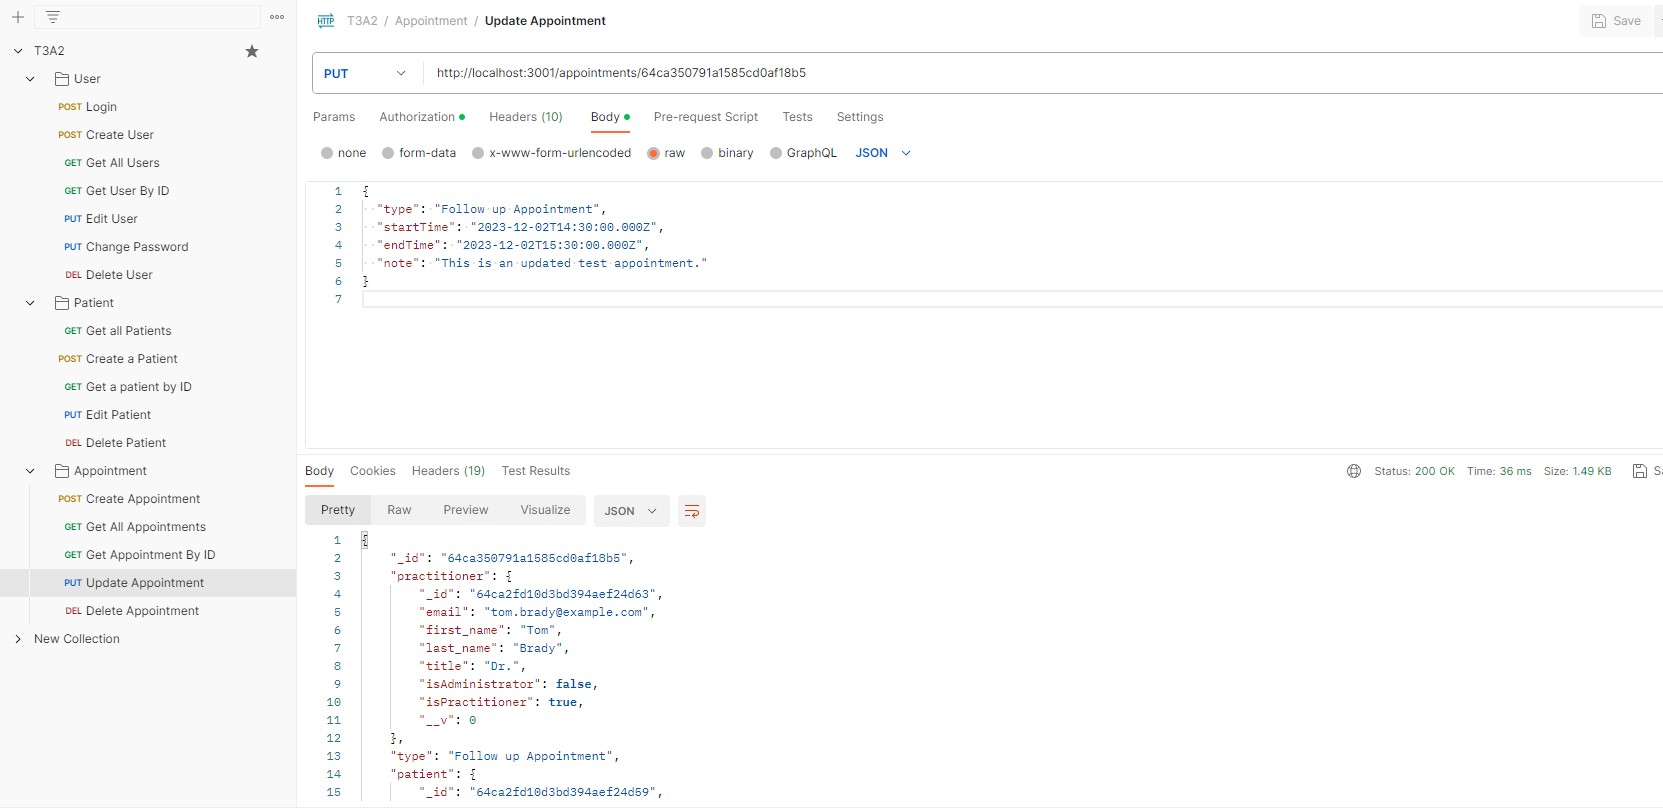 T3A2 / Appointment / Update Appointment
Save
T3A2
User
POST Login
POST Create User
GET Get All Users
GET Get User By ID
PUT Edit User
PUT Change Password
DEL Delete User
Patient
GET Get all Patients
POST Create a Patient
GET Get a patient by ID
PUT Edit Patient
DEL Delete Patient
Appointment
POST Create Appointment
GET Get All Appointments
GET Get Appointment By ID
PUT Update Appointment
DEL Delete Appointment
New Collection
HTTP
PUT http://localhost:3001/appointments/64ca350791a1585cd0af18b5
Params Authorization Headers (10) Body Pre-request Script Tests Settings
none form-data x-www-form-urlencoded raw binary GraphQL JSON
1 {
2 "type": "Follow up Appointment",
3 "startTime": "2023-12-02T14:30:00.000Z",
4 "endTime": "2023-12-02T15:30:00.000Z",
5 "note": "This is an updated test appointment."
6 }
7
Body Cookies Headers (19) Test Results Status: 200 OK Time: 36 ms Size: 1.49 KB Sa
Pretty Raw Preview Visualize JSON
1 {
2 "_id": "64ca350791a1585cd0af18b5",
3 "practitioner": {
4 "_id": "64ca2fd10d3bd394aef24d63",
5 "email": "tom.brady@example.com",
6 "first_name": "Tom",
7 "last_name": "Brady",
8 "title": "Dr.",
9 "isAdministrator": false,
10 "isPractitioner": true,
11 "__v": 0
12 },
13 "type": "Follow up Appointment",
14 "patient": {
15 "_id": "64ca2fd10d3bd394aef24d59",